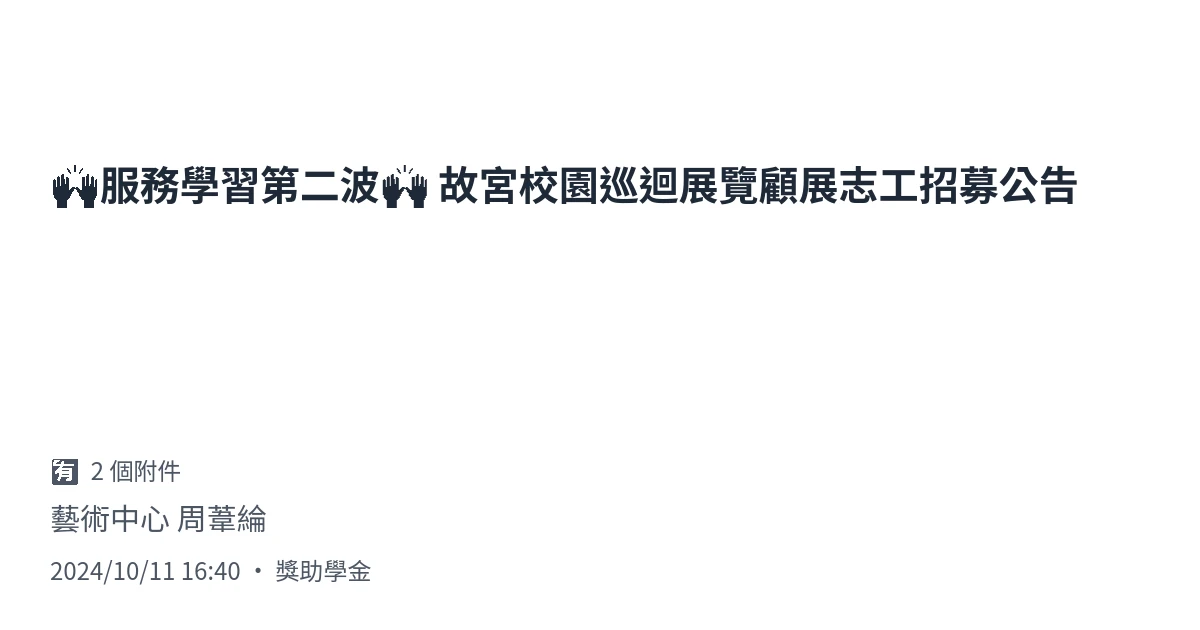 🙌服務學習第二波🙌 故宮校園巡迴展覽顧展志工招募公告
🈶 2 個附件
藝術中心 周葦綸
2024/10/11 16:40 · 獎助學金